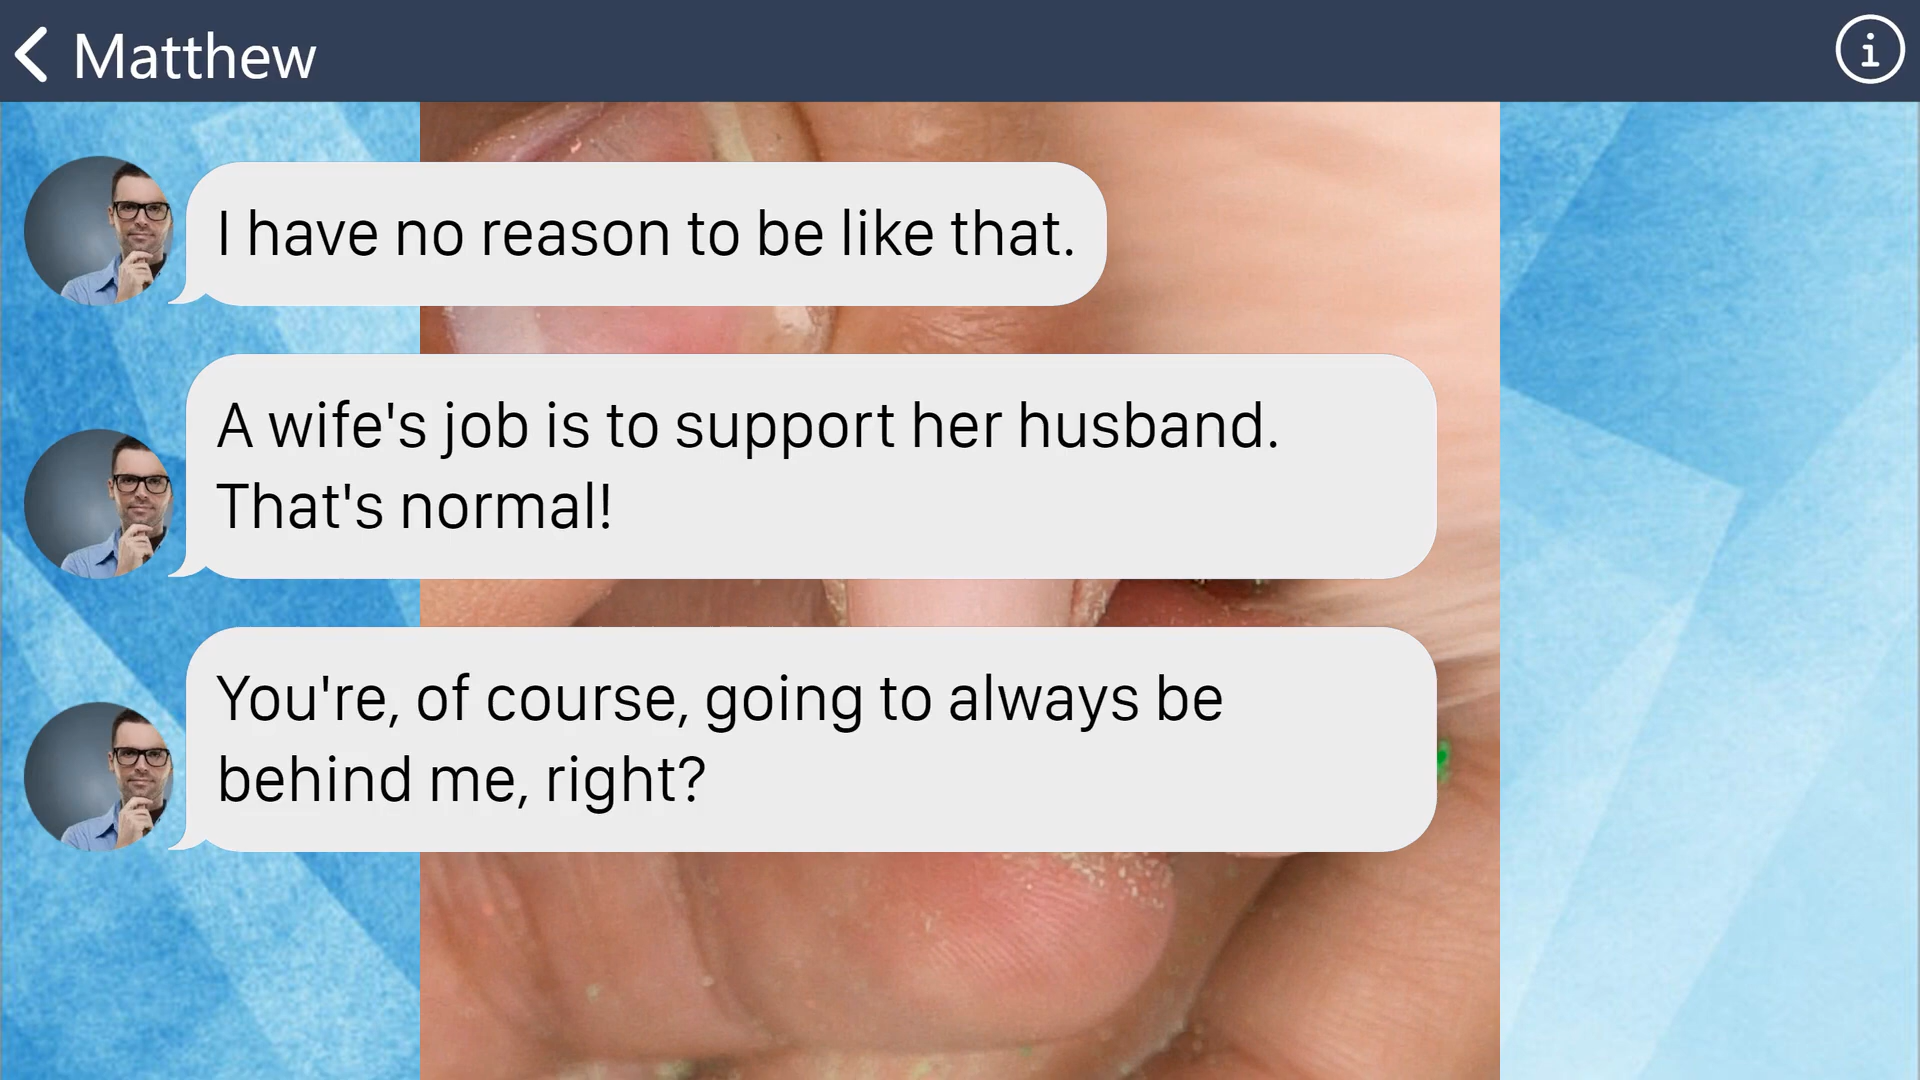 Matthew
I have no reason to be like that.
A wife's job is to support her husband.
That's normal!
You're, of course, going to always be
behind me, right?